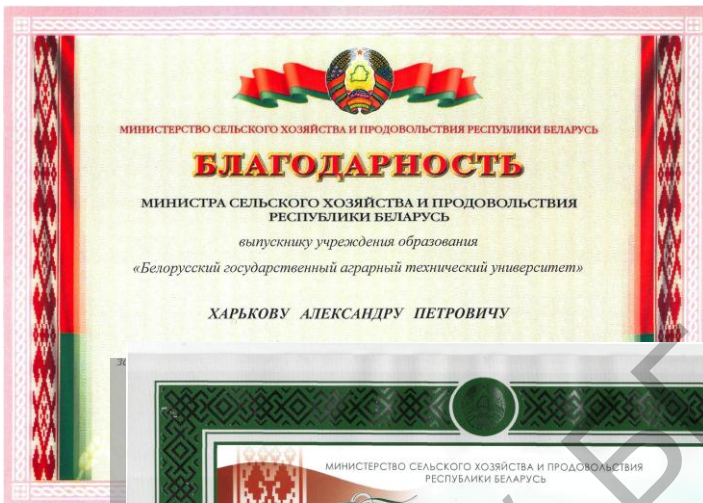 МИНИСТЕРСТВО СЕЛЬСКОГО ХОЗЯЙСТВА И ПРОДОВОЛЬСТВИЯ РЕСПУБЛИКИ БЕЛАРУСЬ
БЛАГОДАРНОСТЬ
МИНИСТРА СЕЛЬСКОГО ХОЗЯЙСТВА И ПРОДОВОЛЬСТВИЯ
РЕСПУБЛИКИ БЕЛАРУСЬ
выпускнику учреждения образования
«Белорусский государственный аграрный технический университет»
ХАРЬКОВУ АЛЕКСАНДРУ ПЕТРОВИЧУ
МИНИСТЕРСТВО СЕЛЬСКОГО ХОЗЯЙСТВА И ПРОДОВОЛЬСТВИЯ
РЕСПУБЛИКИ БЕЛАРУСЬ